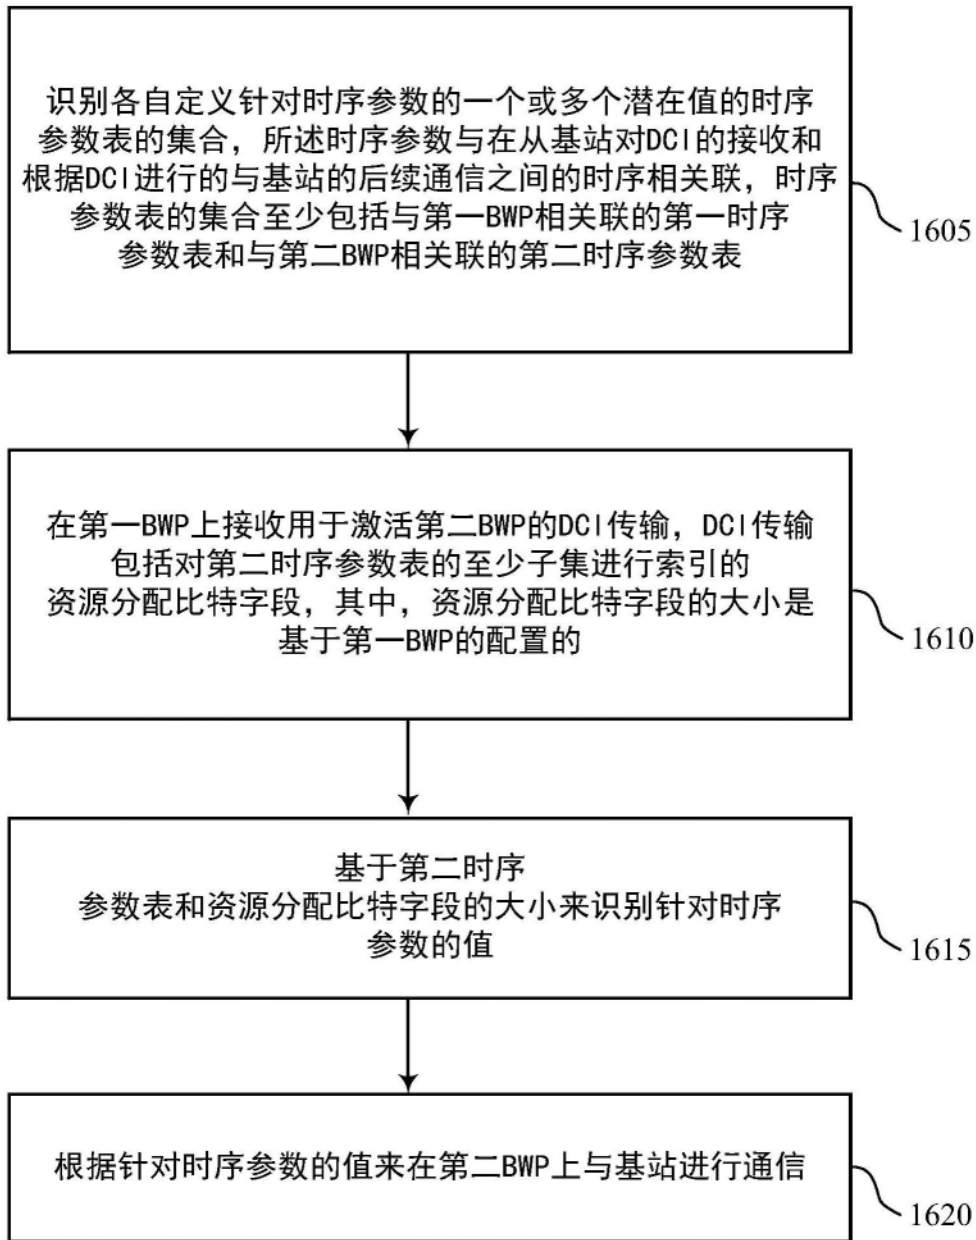 识别各自定义针对时序参数的一个或多个潜在值的时序
参数表的集合，所述时序参数与在从基站对DCI的接收和
根据DCI进行的与基站的后续通信之间的时序相关联，时序
参数表的集合至少包括与第一BWP相关联的第一时序
参数表和与第二BWP相关联的第二时序参数表
1605
在第一BWP上接收用于激活第二BWP的DCI传输，DCI传输
包括对第二时序参数表的至少子集进行索引的
资源分配比特字段，其中，资源分配比特字段的大小是
基于第一BWP的配置的
1610
基于第二时序
参数表和资源分配比特字段的大小来识别针对时序
参数的值
1615
根据针对时序参数的值来在第二BWP上与基站进行通信
1620